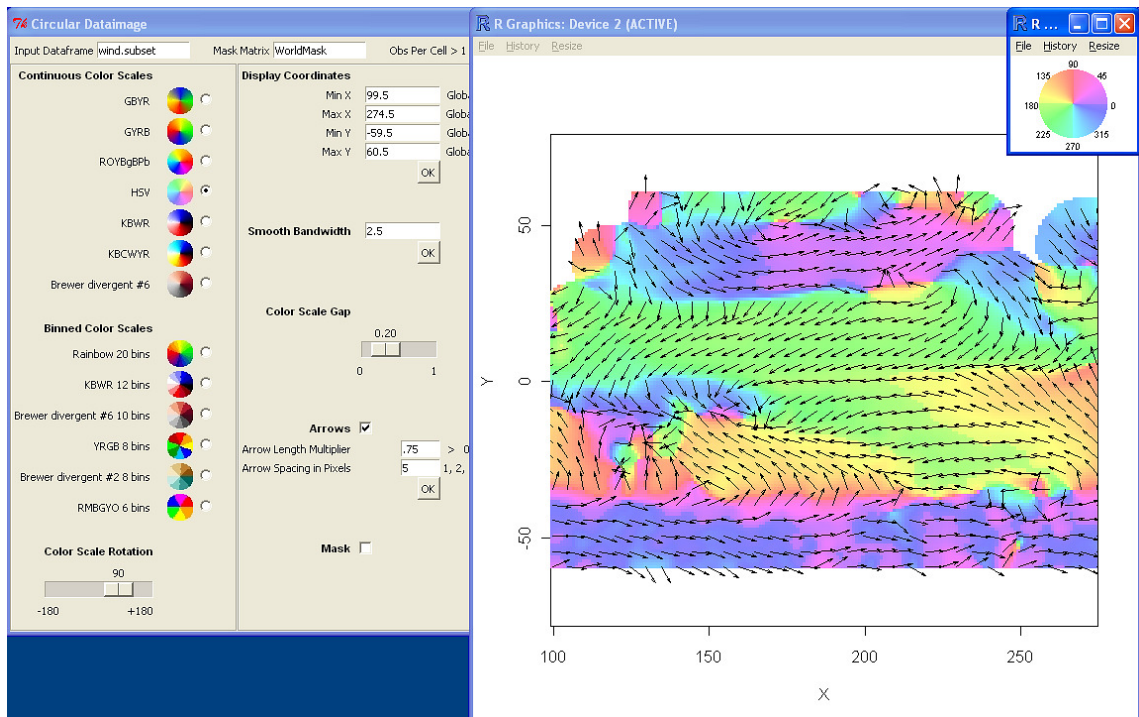 Circular Dataimage
Input Dataframe wind.subset Mask Matrix WorldMask Obs Per Cell > 1
Continuous Color Scales
GBYR
GYRB
ROYBgBPb
HSV
KBWR
KBCWYR
Brewer divergent #6
Binned Color Scales
Rainbow 20 bins
KBWR 12 bins
Brewer divergent #6 10 bins
YRGB 8 bins
Brewer divergent #2 8 bins
RMBGYO 6 bins
Color Scale Rotation
90
-180 +180
Display Coordinates
Min X 99.5
Max X 274.5
Min Y -59.5
Max Y 60.5
OK
Smooth Bandwidth 2.5
OK
Color Scale Gap
0.20
0 1
Arrows
Arrow Length Multiplier .75 > 0
Arrow Spacing in Pixels 5 1, 2,
OK
Mask
R Graphics: Device 2 (ACTIVE)
File History Resize
50
0
-50
Y
100 150 200 250
X
R ...
File History Resize
90
135 45
180 0
225 315
270